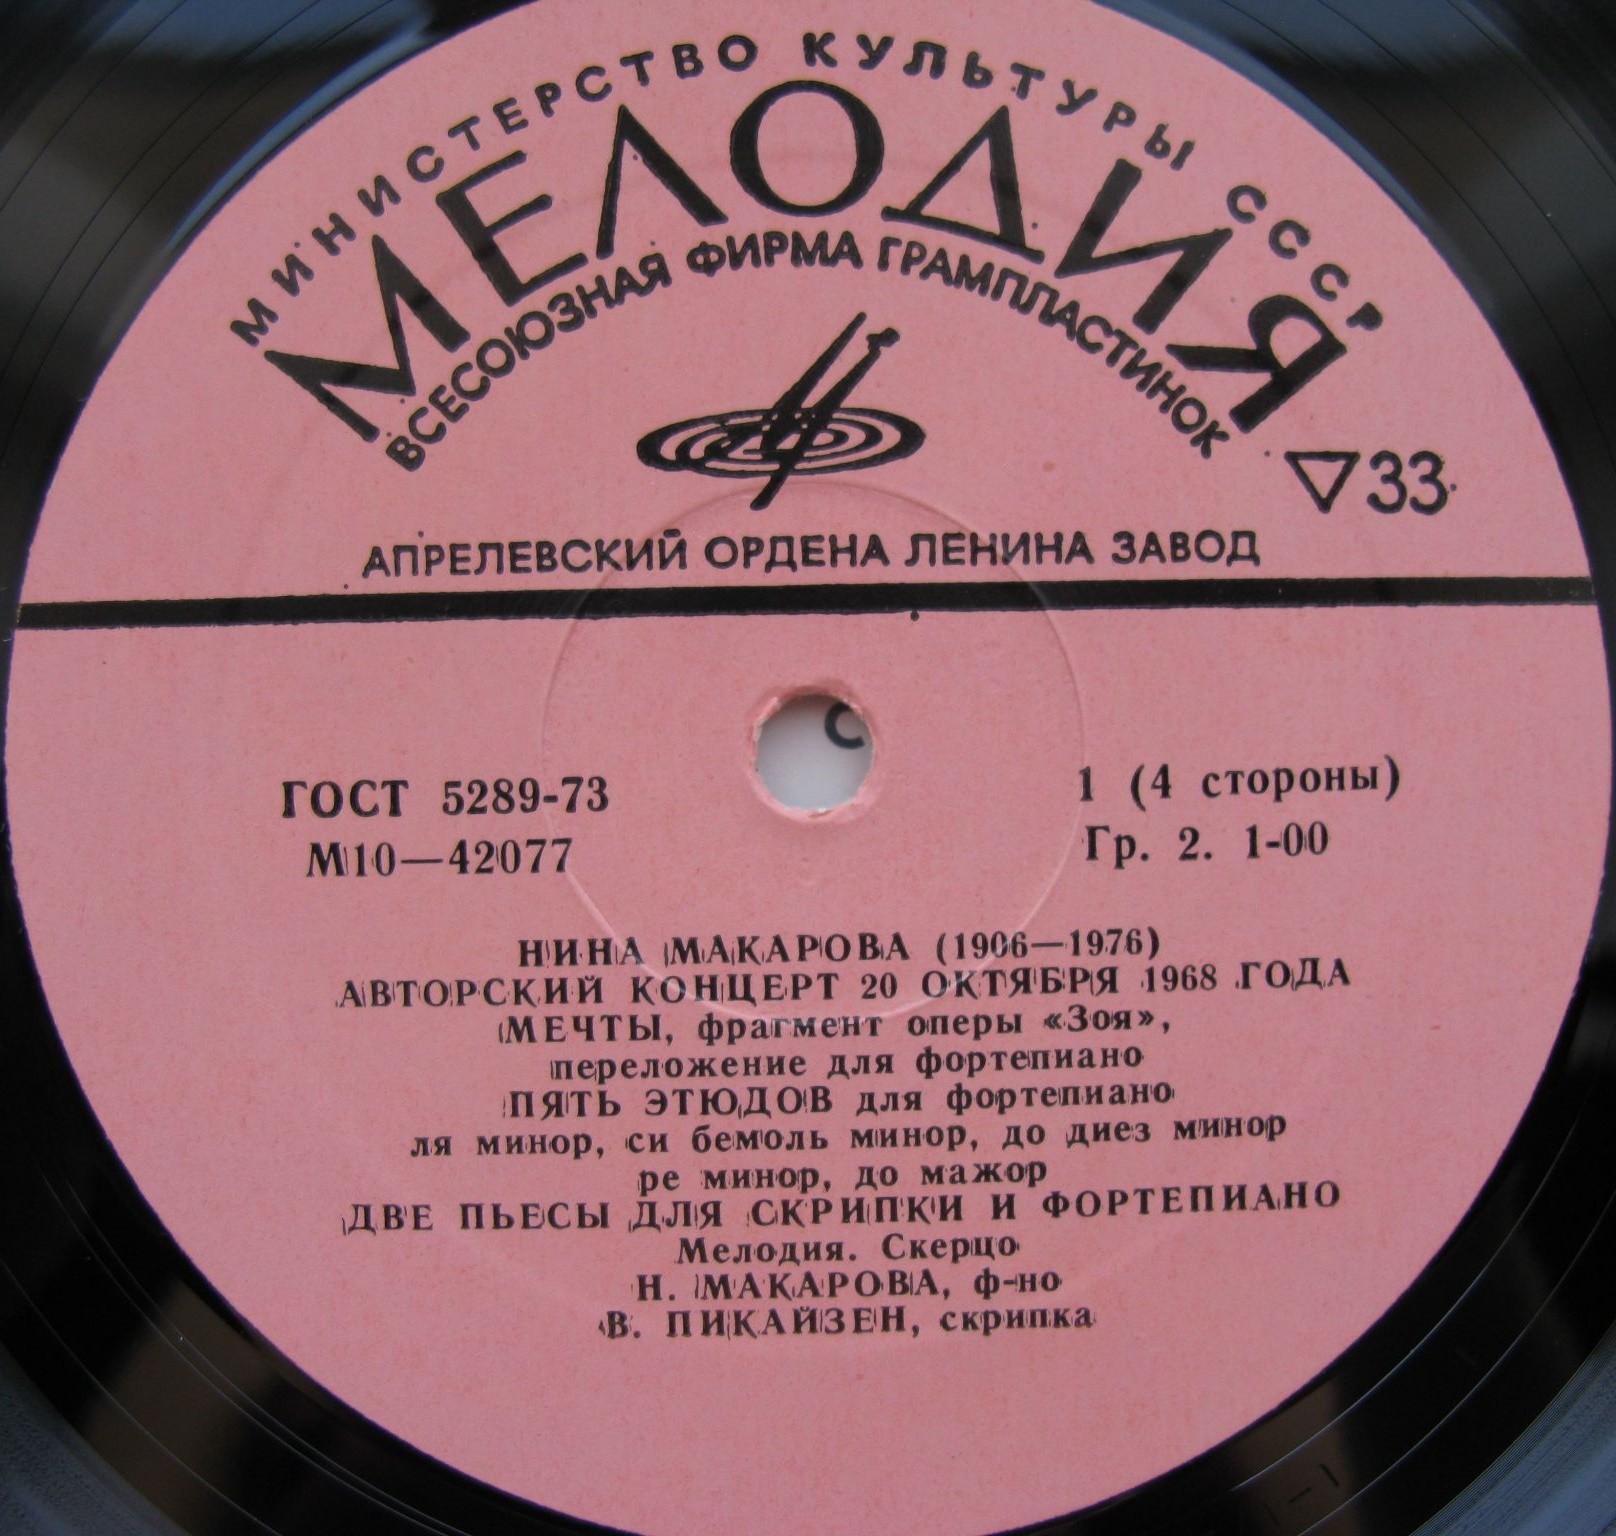 МИНИСТЕРСТВО КУЛЬТУРЫ СССР
МЕЛОДИЯ
ВСЕСОЮЗНАЯ ФИРМА ГРАМПЛАСТИНОК
33
АПРЕЛЕВСКИЙ ОРДЕНА ЛЕНИНА ЗАВОД
ГОСТ 5289-73
М10—42077
1 (4 стороны)
Гр. 2. 1-00
НИНА МАКАРОВА (1906—1976)
АВТОРСКИЙ КОНЦЕРТ 20 ОКТЯБРЯ 1968 ГОДА
МЕЧТЫ, фрагмент оперы «Зоя»,
переложение для фортепиано
ПЯТЬ ЭТЮДОВ для фортепиано
ля минор, си бемоль минор, до диез минор
ре минор, до мажор
ДВЕ ПЬЕСЫ ДЛЯ СКРИПКИ И ФОРТЕПИАНО
Мелодия. Скерцо
Н. МАКАРОВА, ф-но
В. ПИКАЙЗЕН, скрипка